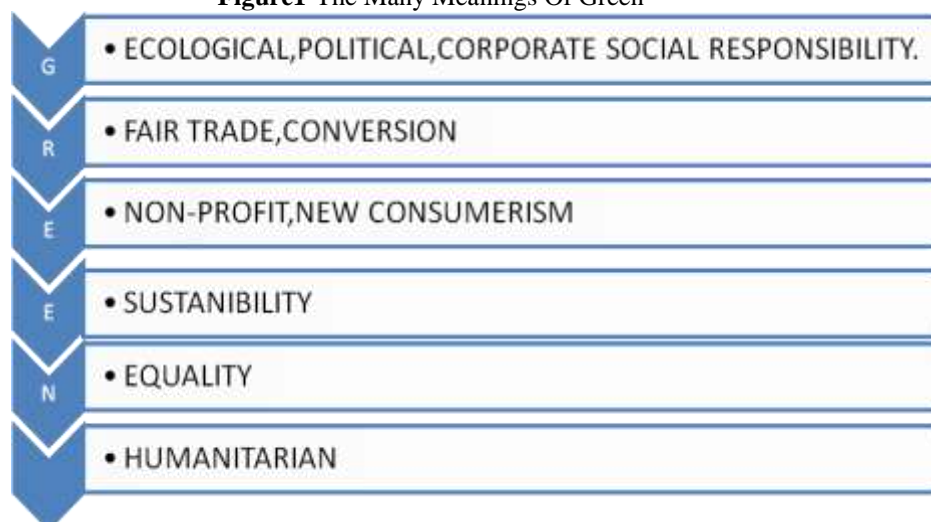 Figure1 The Many Meanings Of Green
G
• ECOLOGICAL,POLITICAL,CORPORATE SOCIAL RESPONSIBILITY.
R
• FAIR TRADE,CONVERSION
E
• NON-PROFIT,NEW CONSUMERISM
E
• SUSTANIBILITY
N
• EQUALITY
• HUMANITARIAN